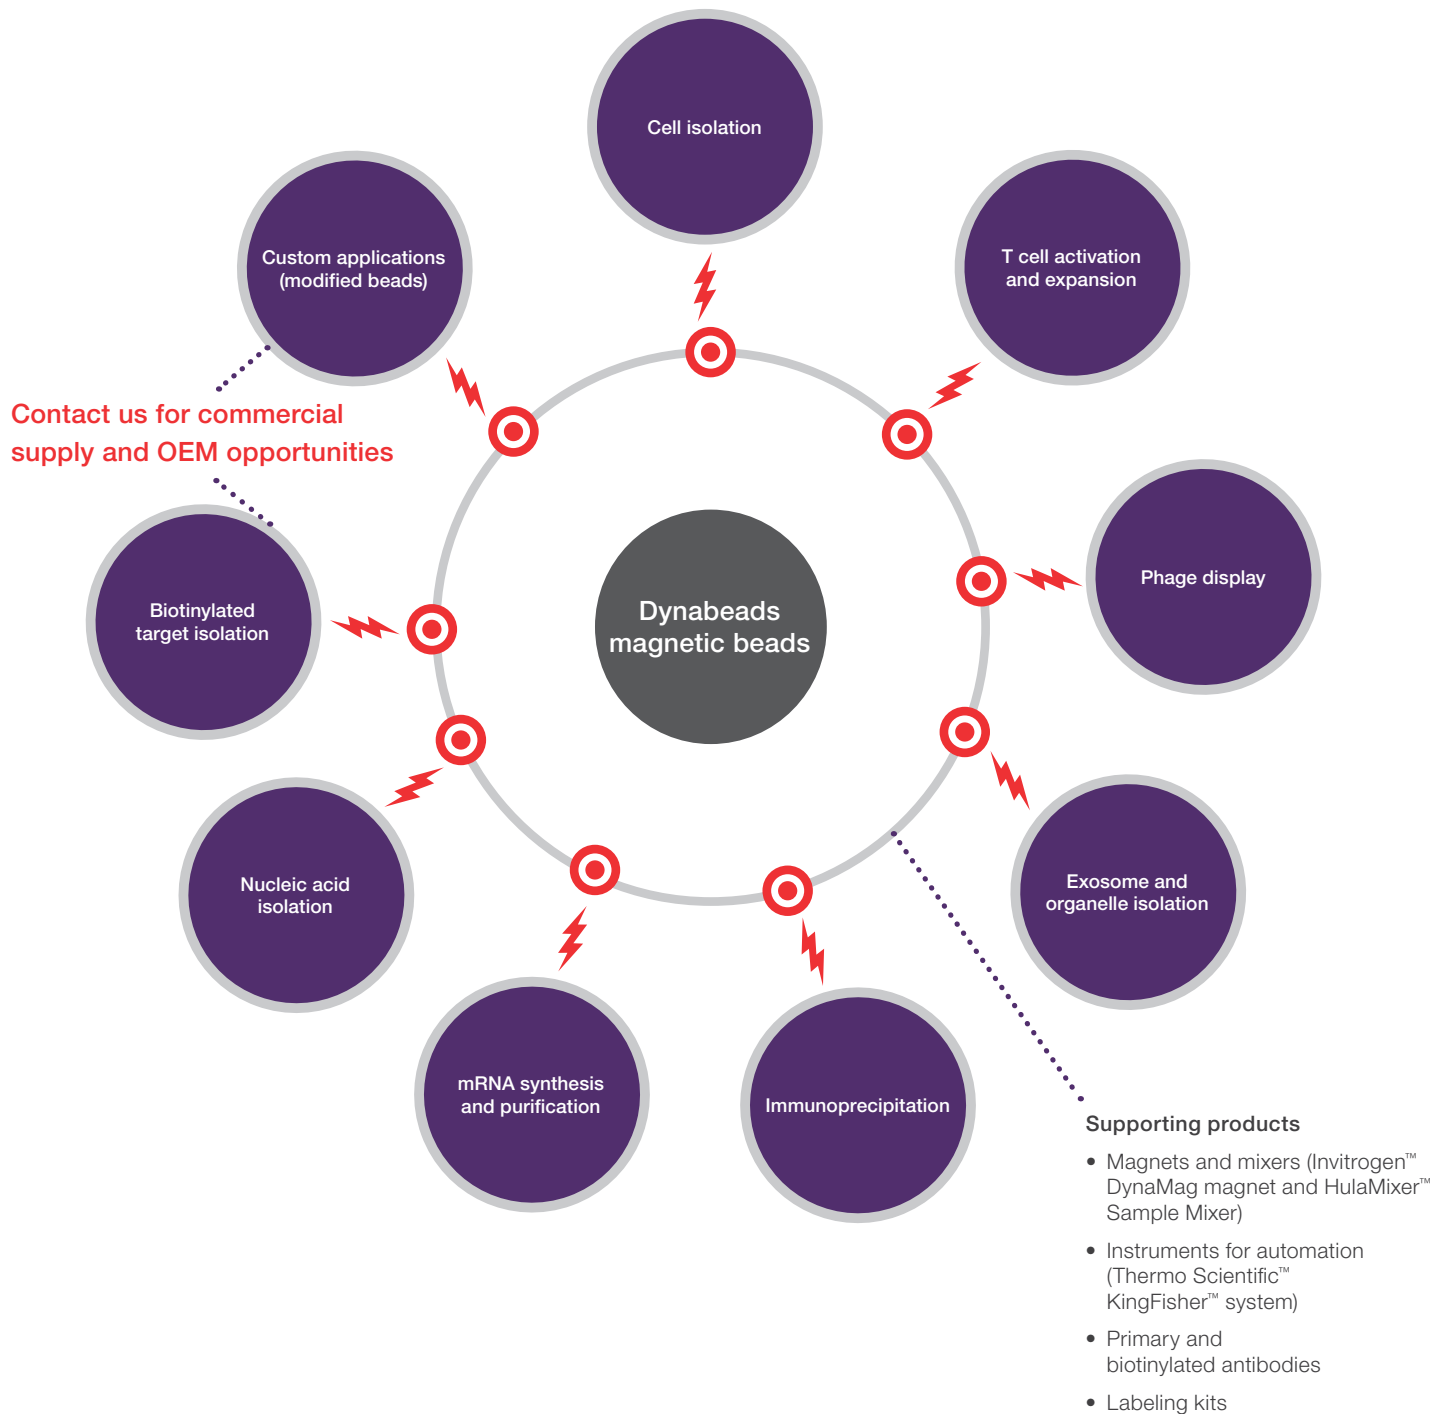 Cell isolation
T cell activation
and expansion
Custom applications
(modified beads)
Contact us for commercial
supply and OEM opportunities
Phage display
Biotinylated
target isolation
Dynabeads
magnetic beads
Nucleic acid
isolation
Exosome and
organelle isolation
mRNA synthesis
and purification
Immunoprecipitation
Supporting products
• Magnets and mixers (Invitrogen™
DynaMag magnet and HulaMixer™
Sample Mixer)
• Instruments for automation
(Thermo Scientific™
KingFisher™ system)
• Primary and
biotinylated antibodies
• Labeling kits